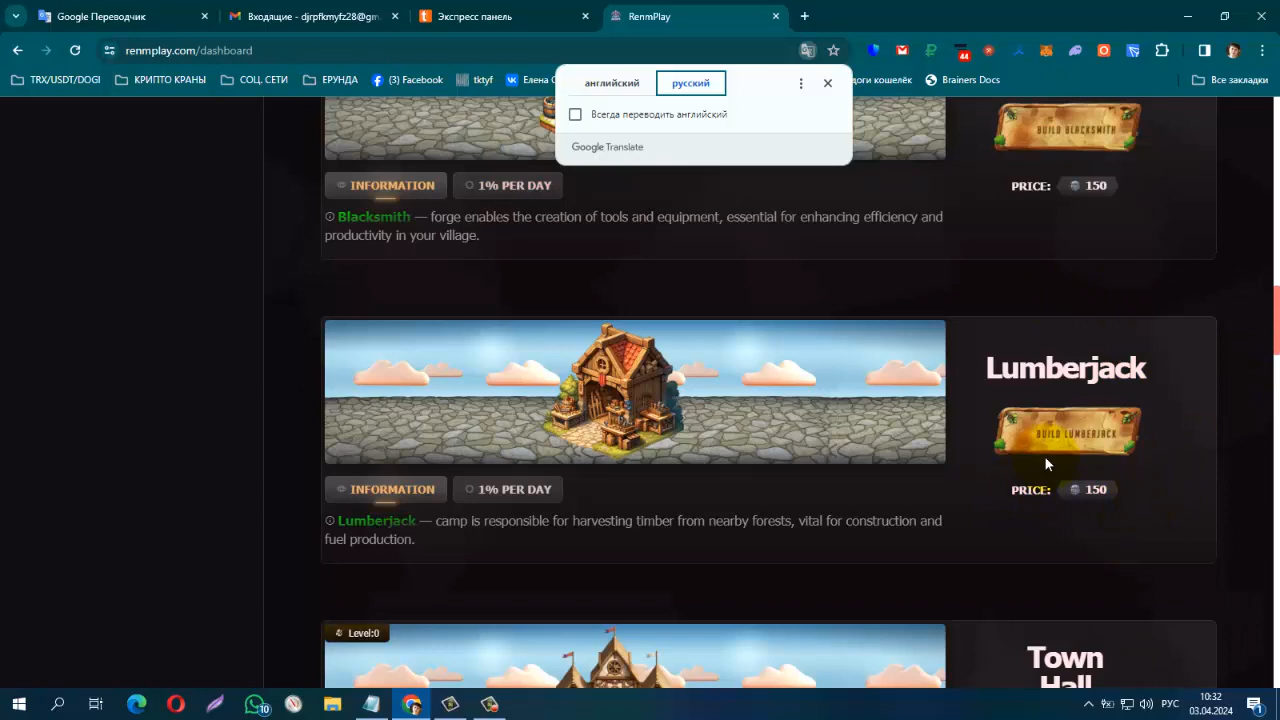 Google Переводчик
Входящие - djrpfkmyfz28@gm
Экспресс панель
RenmPlay
renmplay.com/dashboard
44
TRX/USDT/DOGI
КРИПТО КРАНЫ
СОЦ. СЕТИ
ЕРУНДА
(3) Facebook
tktyf
Елена С
доги кошелёк
Brainers Docs
Все закладки
английский
русский
Всегда переводить английский
Google Translate
BUILD BLACKSMITH
INFORMATION
1% PER DAY
PRICE: 150
Blacksmith — forge enables the creation of tools and equipment, essential for enhancing efficiency and
productivity in your village.
Lumberjack
BUILD LUMBERJACK
INFORMATION
1% PER DAY
PRICE: 150
Lumberjack — camp is responsible for harvesting timber from nearby forests, vital for construction and
fuel production.
Level:0
Town
Hall
10
РУС
10:32
03.04.2024
1